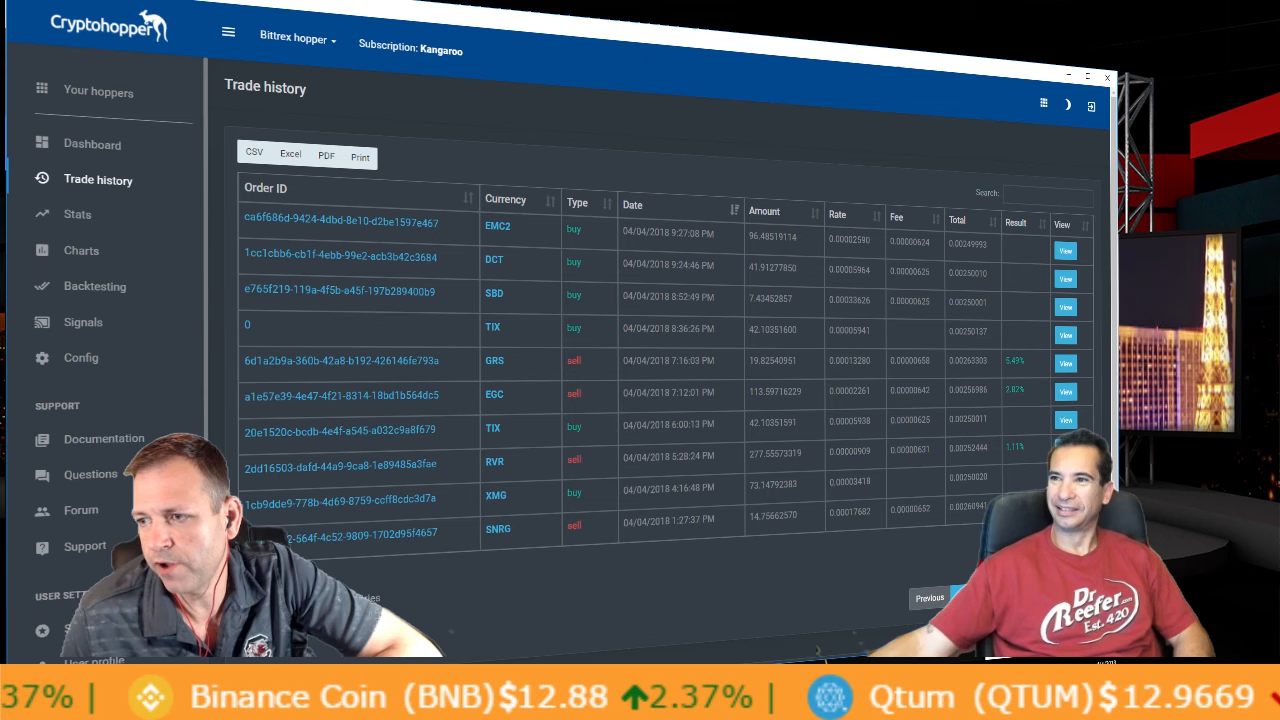 Cryptohopper
Bittrex hopper
Subscription: Kangaroo
Your hoppers
Dashboard
Trade history
Stats
Charts
Backtesting
Signals
Config
SUPPORT
Documentation
Questions
Forum
Support
USER SET
User profile
Trade history
CSV Excel PDF Print
Search:
Order ID Currency Type Date Amount Rate Fee Total Result View
ca6f686d-9424-4dbd-8e10-d2be1597e467 EMC2 buy 04/04/2018 9:27:08 PM 96.48519114 0.00002590 0.00000624 0.00249993 View
1cc1cbb6-cb1f-4ebb-99e2-acb3b42c3684 DCT buy 04/04/2018 9:24:46 PM 41.91277850 0.00005964 0.00000625 0.00250010 View
e765f219-119a-4f5b-a45f-197b289400b9 SBD buy 04/04/2018 8:52:49 PM 7.43452857 0.00033626 0.00000625 0.00250001 View
0 TIX buy 04/04/2018 8:36:26 PM 42.10351600 0.00005941 0.00250137 View
6d1a2b9a-360b-42a8-b192-426146fe793a GRS sell 04/04/2018 7:16:03 PM 19.82540951 0.00013280 0.00000658 0.00263303 5.49% View
a1e57e39-4e47-4f21-8314-18bd1b564dc5 EGC sell 04/04/2018 7:12:01 PM 113.59716229 0.00002261 0.00000642 0.00256986 2.82% View
20e1520c-bcdb-4e4f-a545-a032c9a8f679 TIX buy 04/04/2018 6:00:13 PM 42.10351591 0.00005938 0.00000625 0.00250011 View
2dd16503-dafd-44a9-9ca8-1e89485a3fae RVR sell 04/04/2018 5:28:24 PM 277.55573319 0.00000909 0.00000631 0.00252444 1.11%
1cb9dde9-778b-4d69-8759-ccff8cdc3d7a XMG buy 04/04/2018 4:16:48 PM 73.14792383 0.00003418 0.00250020
2-564f-4c52-9809-1702d95f4657 SNRG sell 04/04/2018 1:27:37 PM 14.75662570 0.00017682 0.00000652 0.00260941
Previous
Dr
Reefer.com
Est. 420
37% | Binance Coin (BNB) $12.88 2.37% | Qtum (QTUM) $12.9669